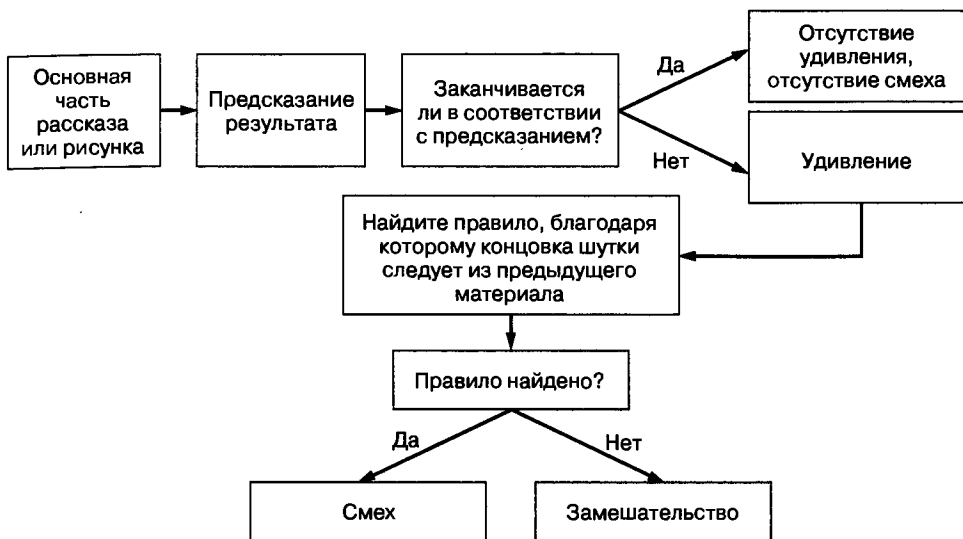 Основная
часть
рассказа
или рисунка
Предсказание
результата
Заканчивается
ли в соответствии
с предсказанием?
Да
Отсутствие
удивления,
отсутствие смеха
Нет
Удивление
Найдите правило, благодаря
которому концовка шутки
следует из предыдущего
материала
Правило найдено?
Да
Нет
Смех
Замешательство